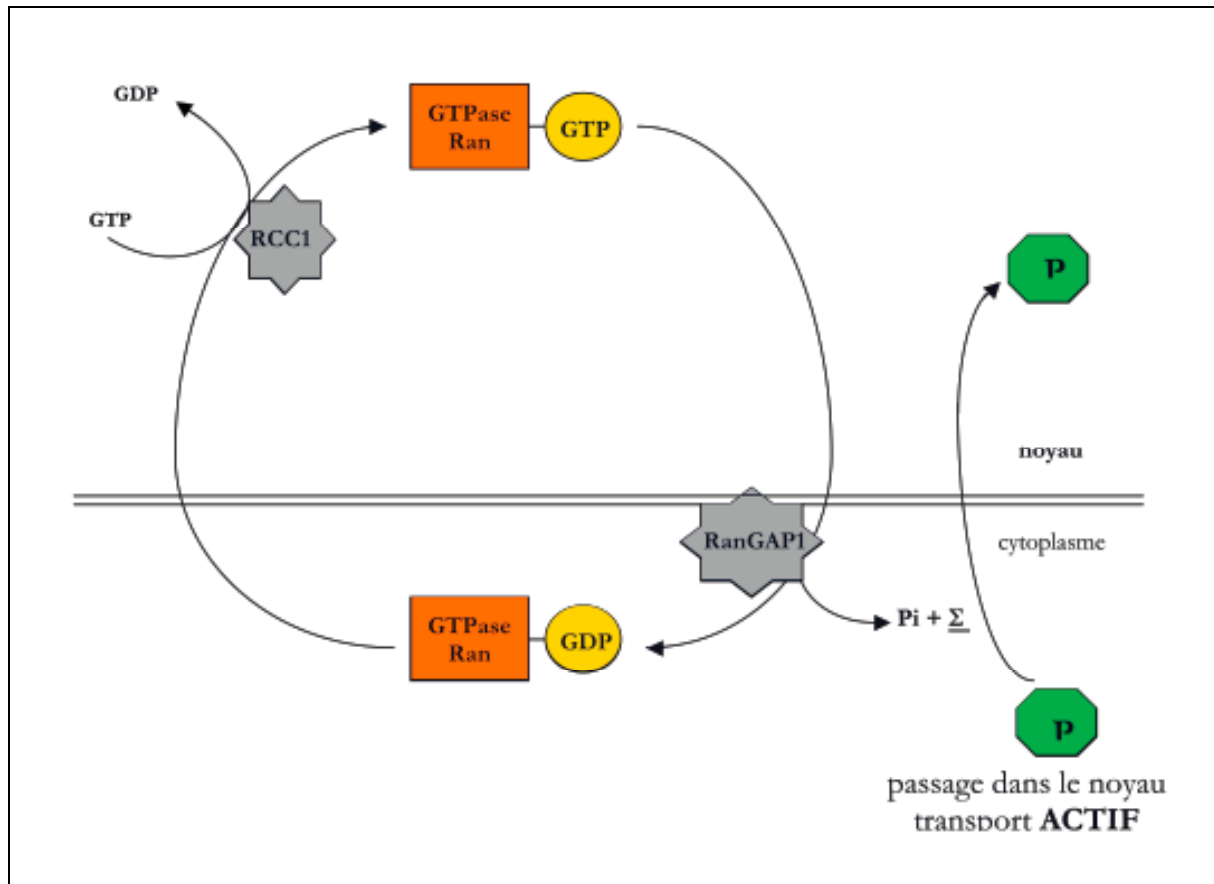 GDP
GTPase
Ran
GTP
GTP
RCC1
P
noyau
RanGAP1
cytoplasme
Pi + Σ
GTPase
Ran
GDP
P
passage dans le noyau
transport ACTIF